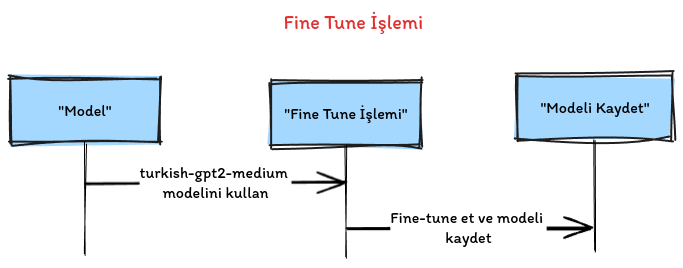 Fine Tune İşlemi
"Model"
"Fine Tune İşlemi"
"Modeli Kaydet"
turkish-gpt2-medium
modelini kullan
Fine-tune et ve modeli
kaydet